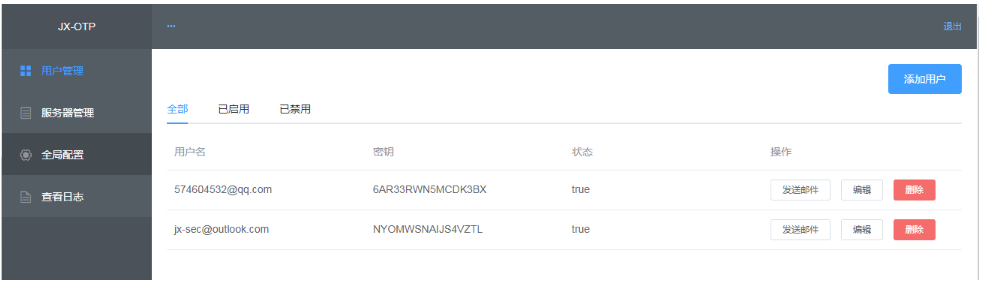 JX-OTP ... 退出
用户管理
服务器管理
全局配置
查看日志
添加用户
全部 已启用 已禁用
用户名 密钥 状态 操作
574604532@qq.com 6AR33RWN5MCDK3BX true 发送邮件 编辑 删除
jx-sec@outlook.com NYOMWSNAIJS4VZTL true 发送邮件 编辑 删除